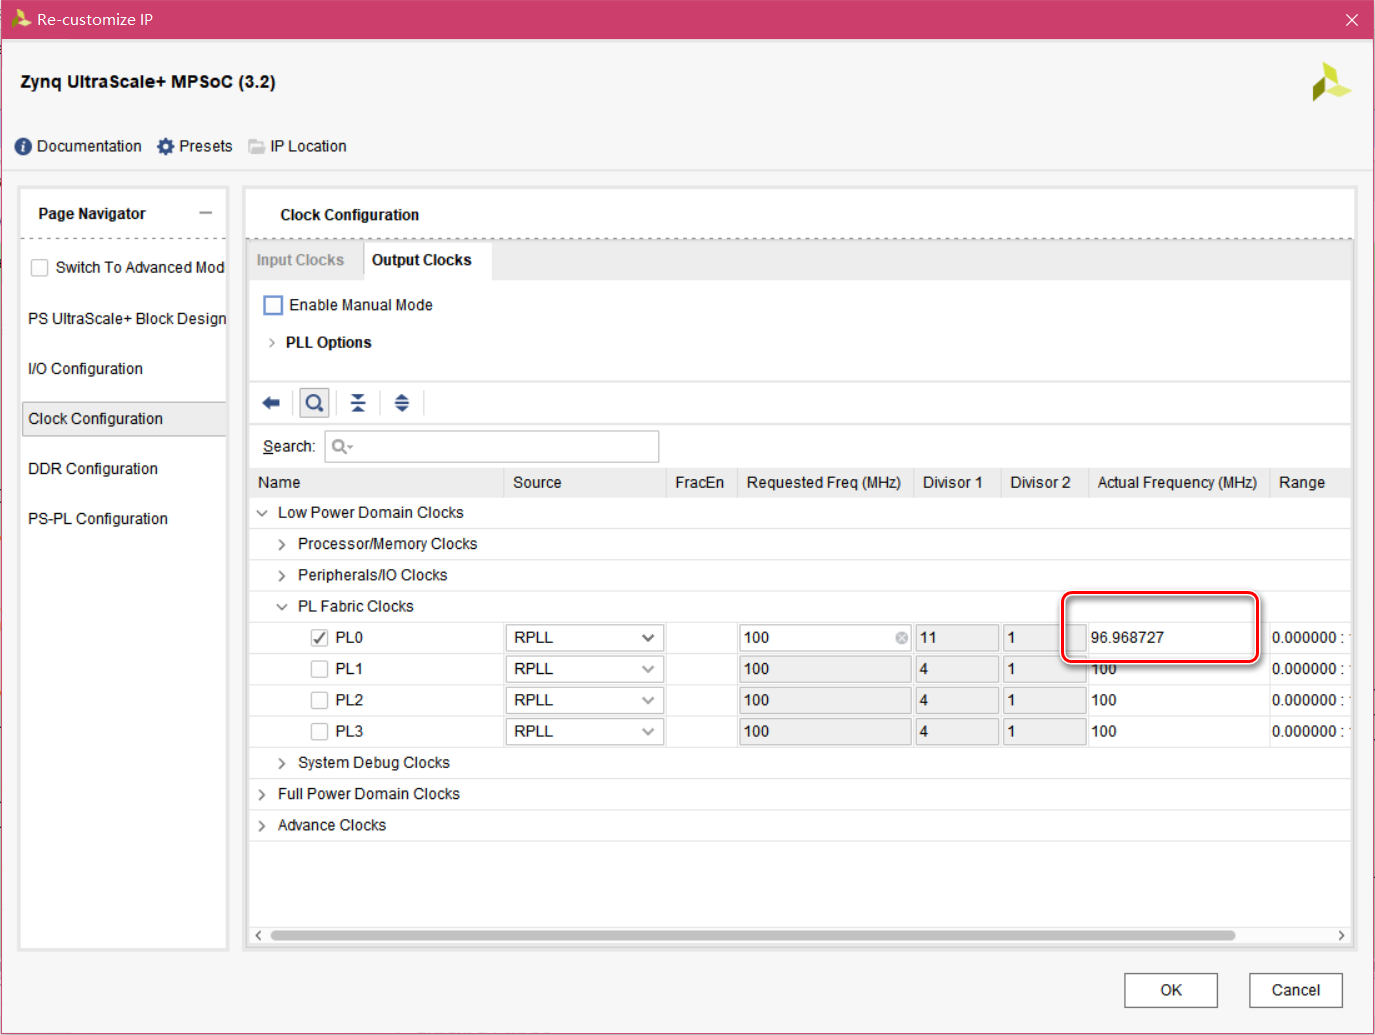 Re-customize IP
Zynq UltraScale+ MPSoC (3.2)
Documentation Presets IP Location
Page Navigator
Switch To Advanced Mod
PS UltraScale+ Block Design
I/O Configuration
Clock Configuration
DDR Configuration
PS-PL Configuration
Clock Configuration
Input Clocks Output Clocks
Enable Manual Mode
PLL Options
Search:
Name Source FracEn Requested Freq (MHz) Divisor 1 Divisor 2 Actual Frequency (MHz) Range
Low Power Domain Clocks
Processor/Memory Clocks
Peripherals/IO Clocks
PL Fabric Clocks
PL0 RPLL 100 11 1 96.968727 0.000000 :
PL1 RPLL 100 4 1 100 0.000000 :
PL2 RPLL 100 4 1 100 0.000000 :
PL3 RPLL 100 4 1 100 0.000000 :
System Debug Clocks
Full Power Domain Clocks
Advance Clocks
OK Cancel